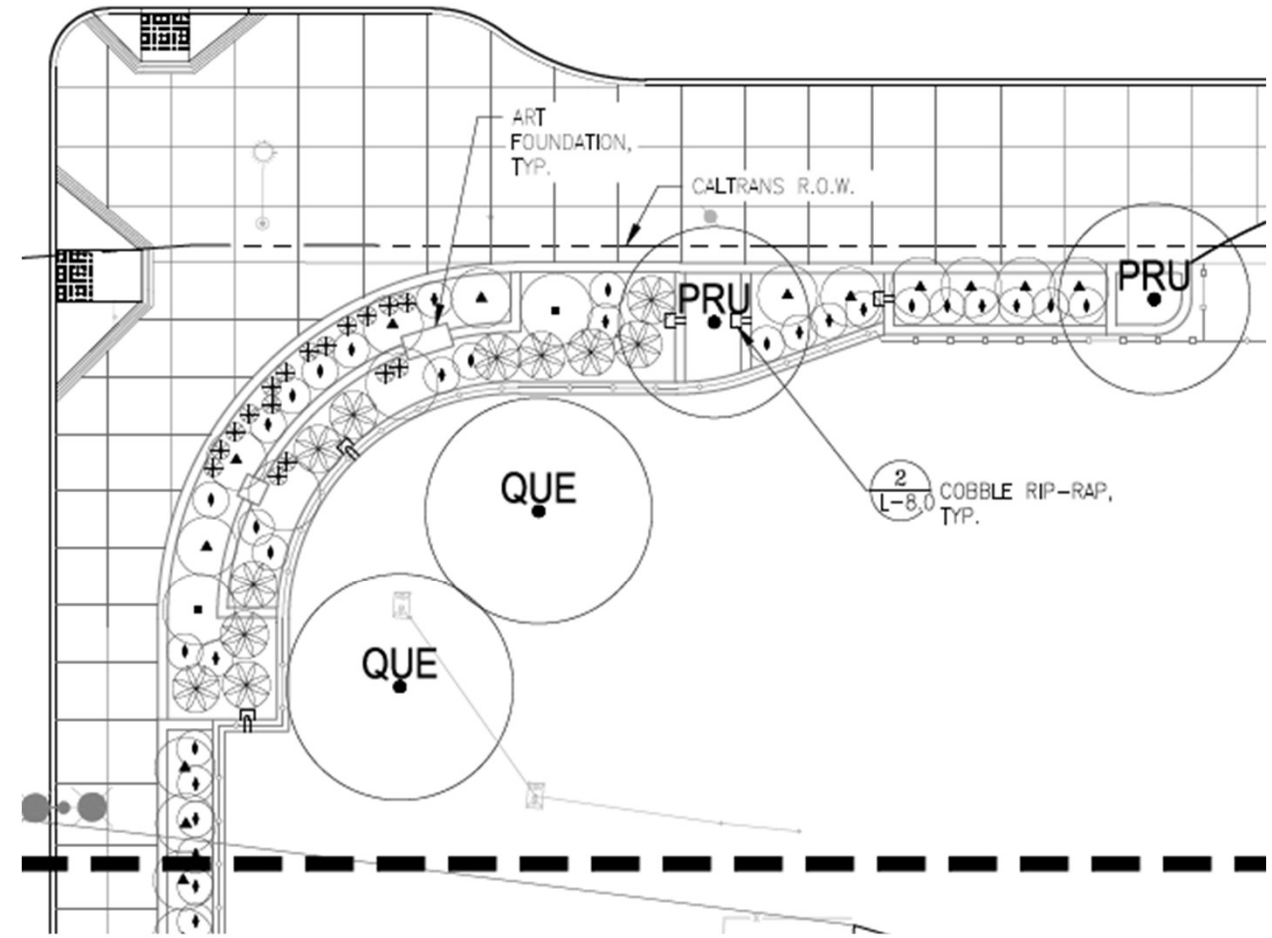 ART
FOUNDATION,
TYP.
CALTRANS R.O.W.
PRU
PRU
QUE
2
L-8.0
COBBLE RIP-RAP,
TYP.
QUE